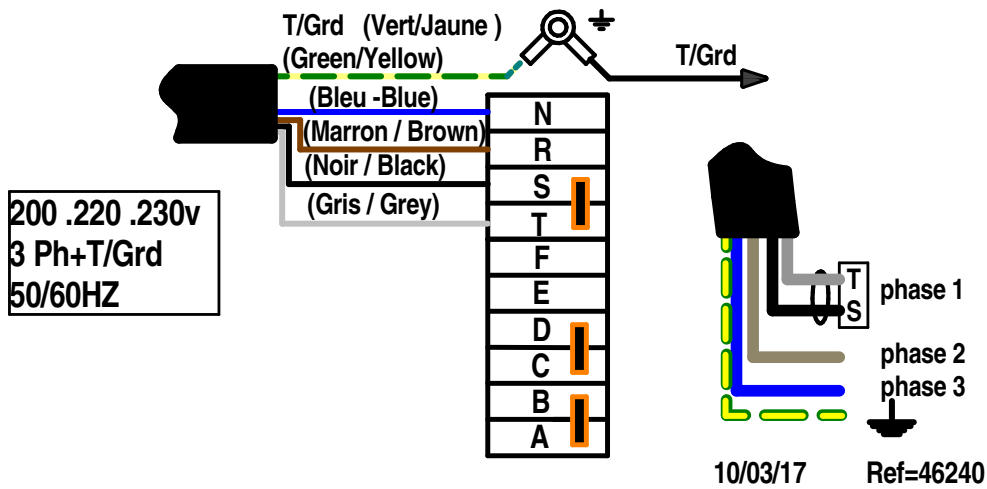 T/Grd (Vert/Jaune )
(Green/Yellow)
T/Grd
(Bleu -Blue)
(Marron / Brown)
(Noir / Black)
(Gris / Grey)
N
R
S
T
F
E
D
C
B
A
200 .220 .230v
3 Ph+T/Grd
50/60HZ
T
S
phase 1
phase 2
phase 3
10/03/17 Ref=46240